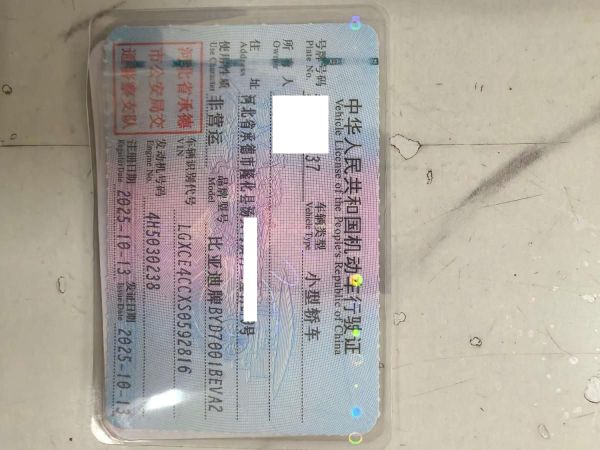 中华人民共和国机动车行驶证
Vehicle License of the People's Republic of China
号牌号码 37 车辆类型 小型轿车
Plate No. Vehicle Type
所 人
住 址 河北省承德市隆化县 号
Address
使用性质 非营运 品牌型号 比亚迪牌BYD7001BEVA2
Use Character Model
河北省承德
市公安局交
通警察支队
车辆识别代号 LGXCE4CCXS0592816
VIN
发动机号码 4H5030238
Engine No.
注册日期 2025-10-13 发证日期 2025-10-13
Register Date Issue Date